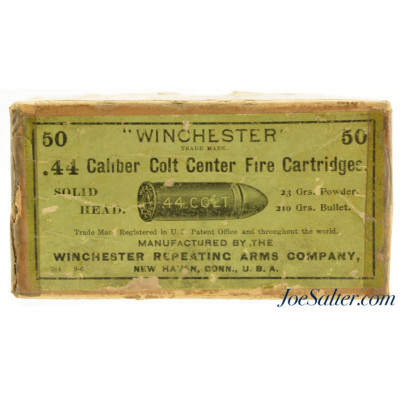 50 "WINCHESTER" 50
TRADE MARK.
.44 Caliber Colt Center Fire Cartridges.
SOLID HEAD.
.44 COLT
23 Grs. Powder.
210 Grs. Bullet.
Trade Mark Registered in U.S. Patent Office and throughout the world.
MANUFACTURED BY THE
WINCHESTER REPEATING ARMS COMPANY,
NEW HAVEN, CONN., U. S. A.
JoeSalter.com